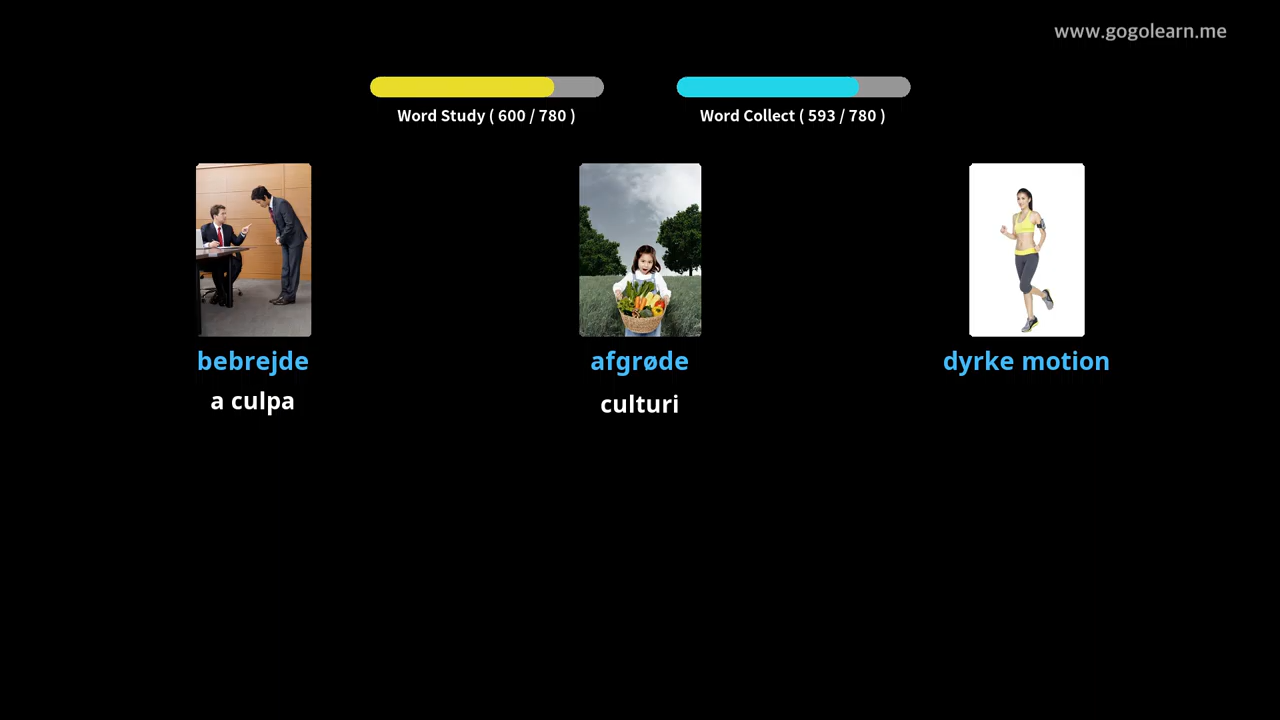 www.gogolearn.me
Word Study ( 600 / 780 )
Word Collect ( 593 / 780 )
bebrejde
afgrøde
dyrke motion
a culpa
culturi